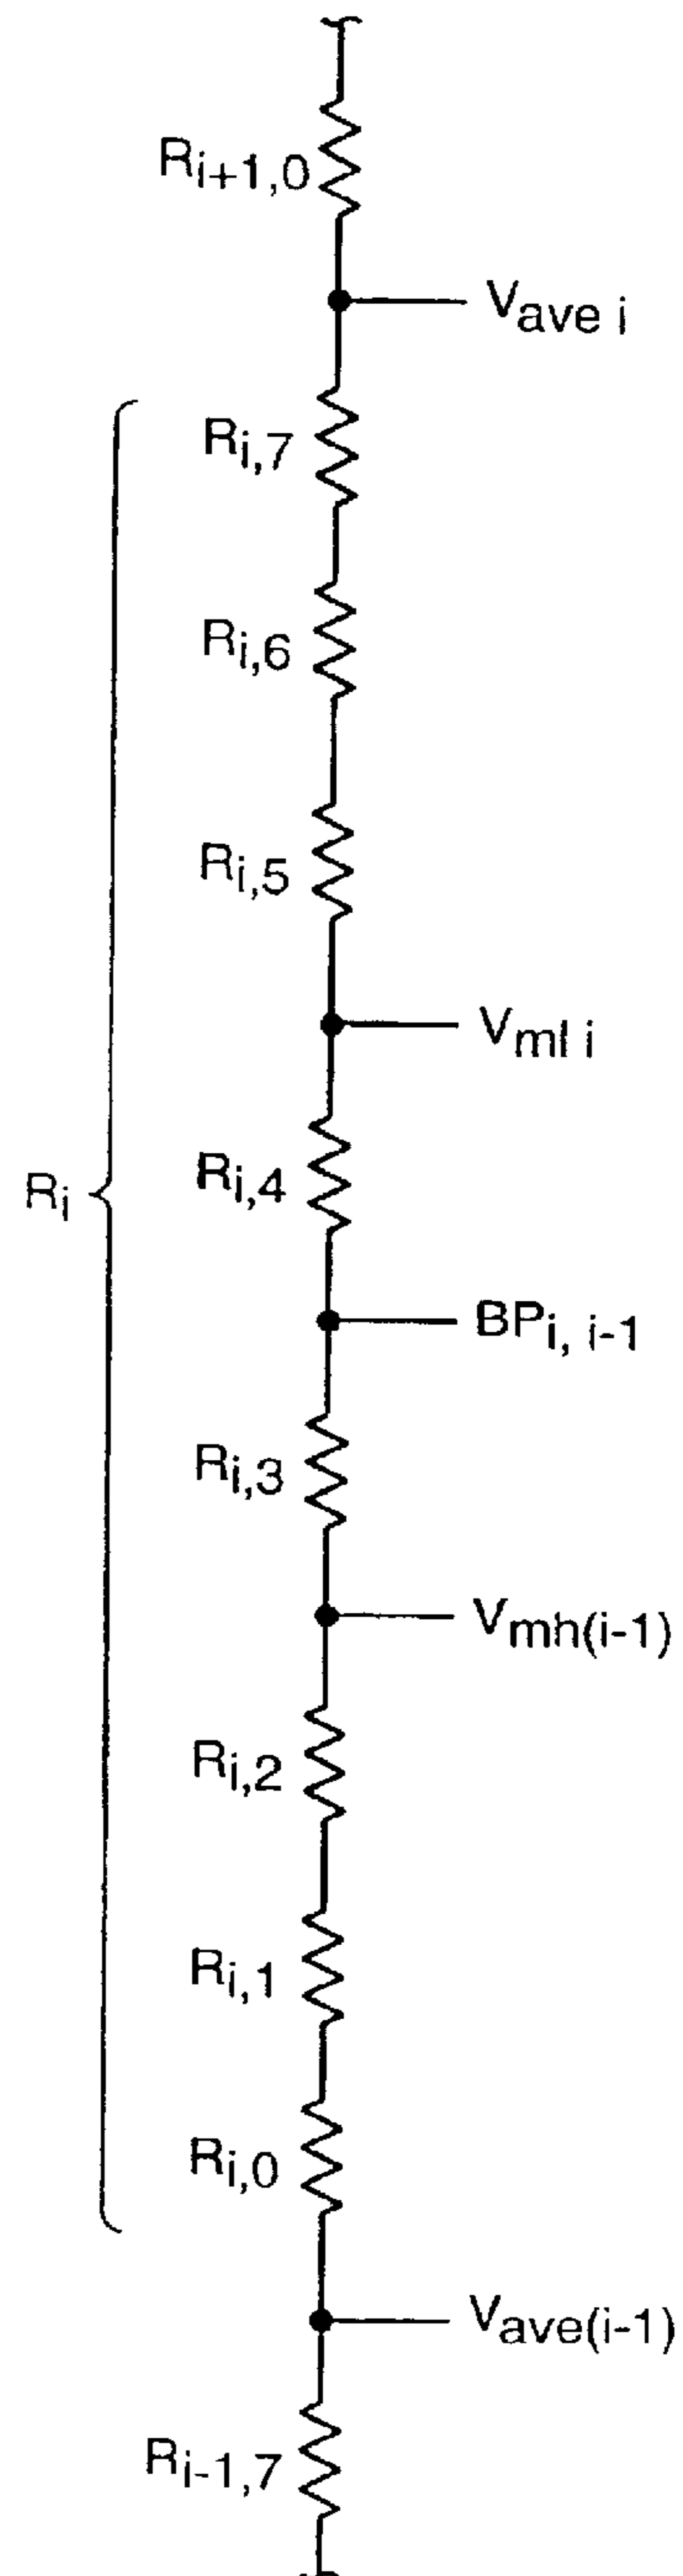 Ri+1,0
Vave i
Ri,7
Ri,6
Ri,5
Vml i
Ri
Ri,4
BPi, i-1
Ri,3
Vmh(i-1)
Ri,2
Ri,1
Ri,0
Vave(i-1)
Ri-1,7